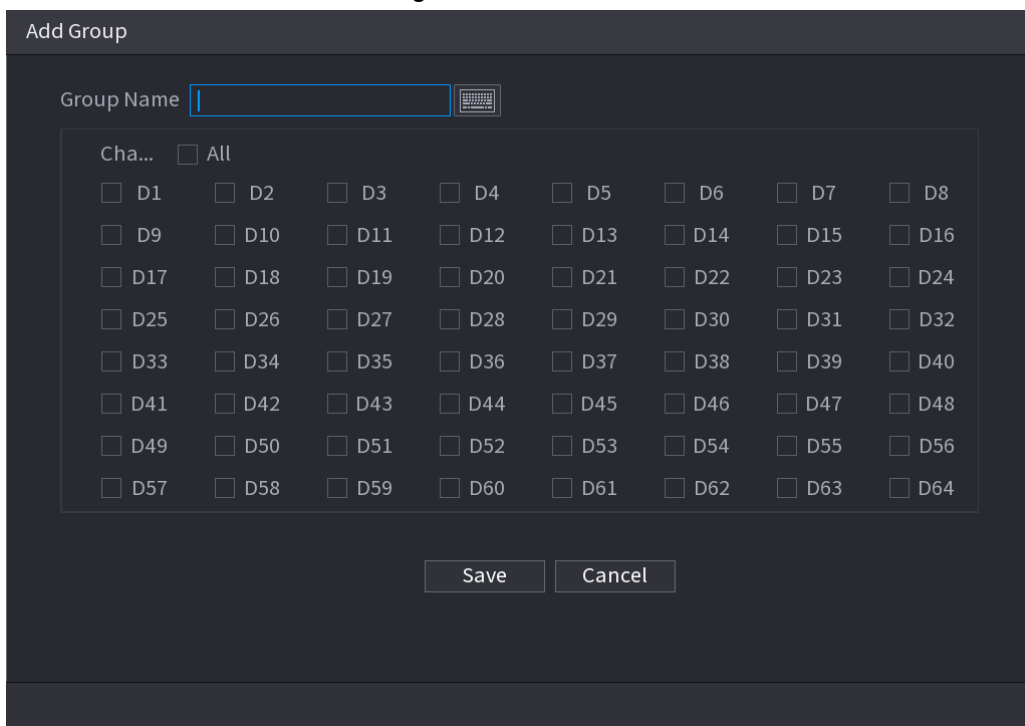 Add Group
Group Name
Cha... All
D1 D2 D3 D4 D5 D6 D7 D8
D9 D10 D11 D12 D13 D14 D15 D16
D17 D18 D19 D20 D21 D22 D23 D24
D25 D26 D27 D28 D29 D30 D31 D32
D33 D34 D35 D36 D37 D38 D39 D40
D41 D42 D43 D44 D45 D46 D47 D48
D49 D50 D51 D52 D53 D54 D55 D56
D57 D58 D59 D60 D61 D62 D63 D64
Save Cancel